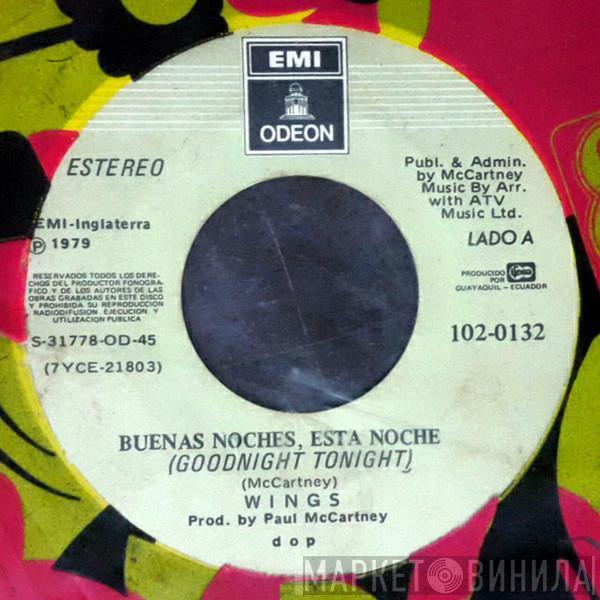 EMI
ODEON
ESTEREO
EMI-Inglaterra
℗ 1979
RESERVADOS TODOS LOS DERE-
CHOS DEL PRODUCTOR FONOGRA-
FICO Y DE LOS AUTORES DE LAS
OBRAS GRABADAS EN ESTE DISCO
Y PROHIBIDA SU REPRODUCCION
RADIODIFUSION EJECUCION Y
UTILIZACION PUBLICA
S-31778-OD-45
(7YCE-21803)
Publ. & Admin.
by McCartney
Music By Arr.
with ATV
Music Ltd.
LADO A
PRODUCIDO
POR
GUAYAQUIL - ECUADOR
102-0132
BUENAS NOCHES, ESTA NOCHE
(GOODNIGHT TONIGHT)
(McCartney)
WINGS
Prod. by Paul McCartney
d o p
МАРКЕТ ВИНИЛА